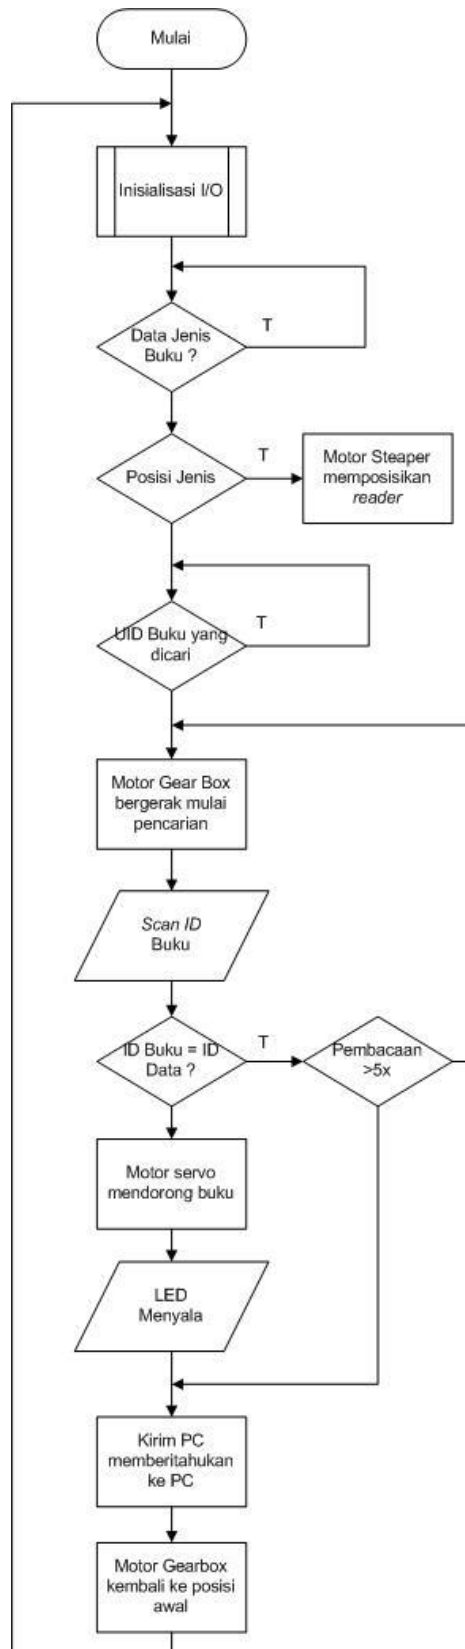 Mulai
Inisialisasi I/O
Data Jenis
Buku ?
T
Posisi Jenis
T
Motor Steaper
memposisikan
reader
UID Buku yang
dicari
T
Motor Gear Box
bergerak mulai
pencarian
Scan ID
Buku
ID Buku = ID
Data ?
T
Pembacaan
>5x
Motor servo
mendorong buku
LED
Menyala
Kirim PC
memberitahukan
ke PC
Motor Gearbox
kembali ke posisi
awal